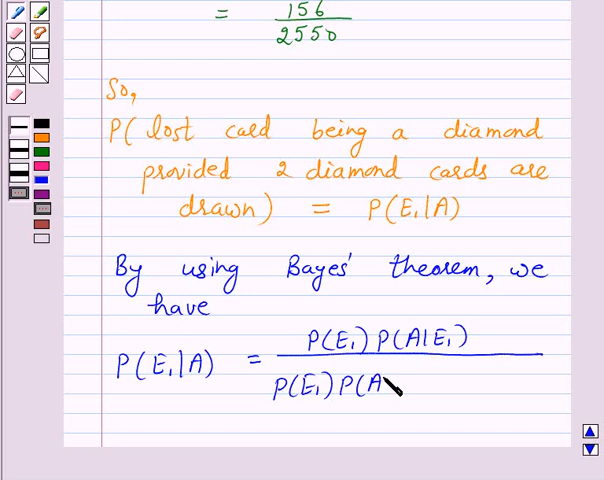 = 156/2550
So,
P( lost card being a diamond
provided 2 diamond cards are
drawn) = P(E₁|A)
By using Bayes' theorem, we
have
P(E₁|A) = P(E₁) P(A|E₁) / P(E₁) P(A